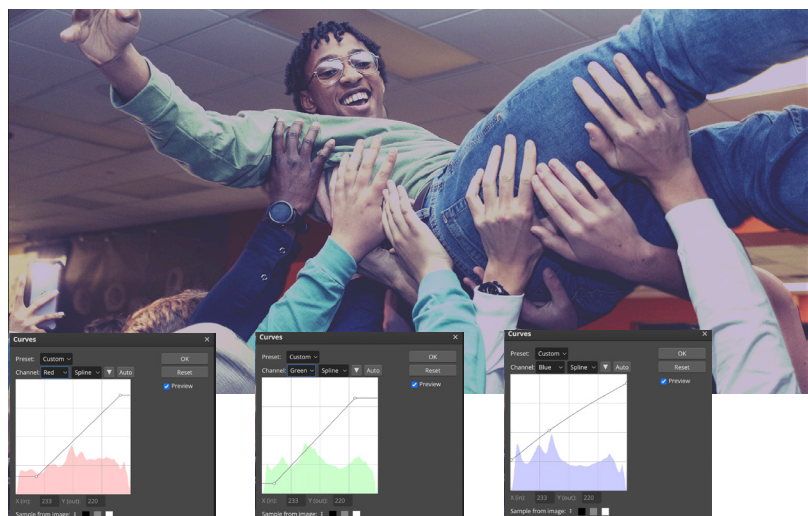 Curves ×
Preset: Custom OK
Channel: Red Spline Auto Reset
Preview
X (in): 233 Y (out): 220
Sample from image:
Curves ×
Preset: Custom OK
Channel: Green Spline Auto Reset
Preview
X (in): 233 Y (out): 220
Sample from image:
Curves ×
Preset: Custom OK
Channel: Blue Spline Auto Reset
Preview
X (in): 233 Y (out): 220
Sample from image: